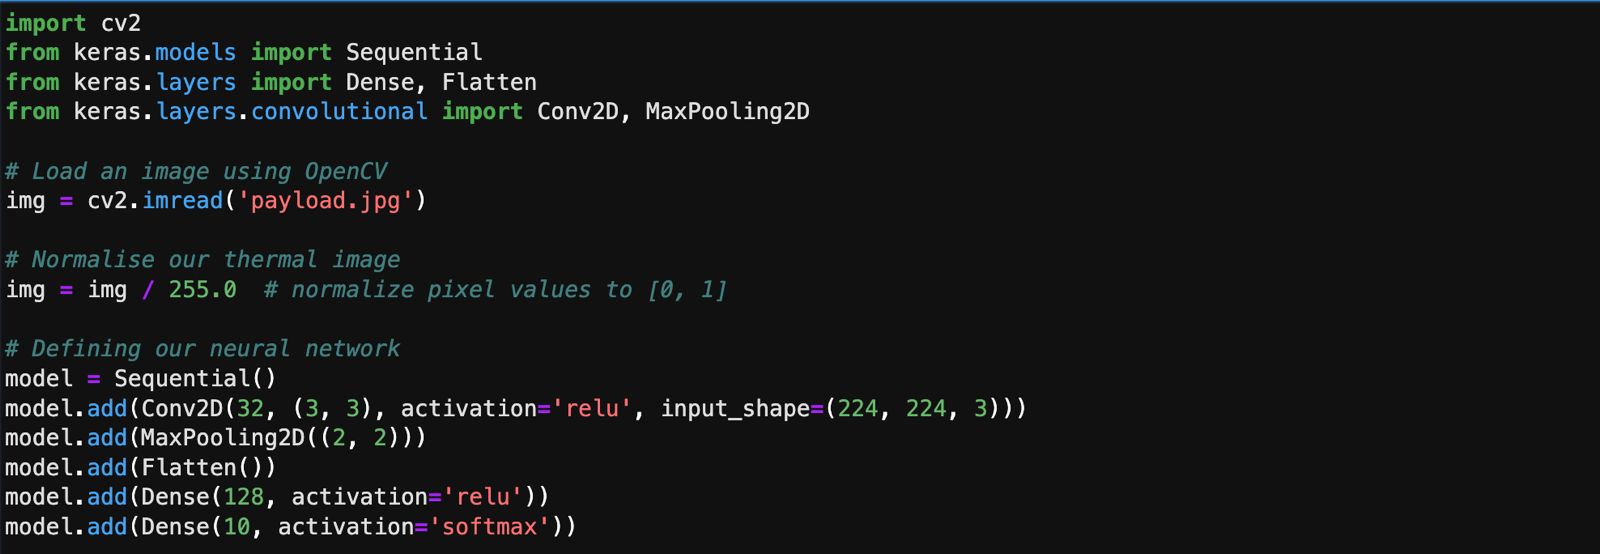 import cv2
from keras.models import Sequential
from keras.layers import Dense, Flatten
from keras.layers.convolutional import Conv2D, MaxPooling2D
# Load an image using OpenCV
img = cv2.imread('payload.jpg')
# Normalise our thermal image
img = img / 255.0  # normalize pixel values to [0, 1]
# Defining our neural network
model = Sequential()
model.add(Conv2D(32, (3, 3), activation='relu', input_shape=(224, 224, 3)))
model.add(MaxPooling2D((2, 2)))
model.add(Flatten())
model.add(Dense(128, activation='relu'))
model.add(Dense(10, activation='softmax'))